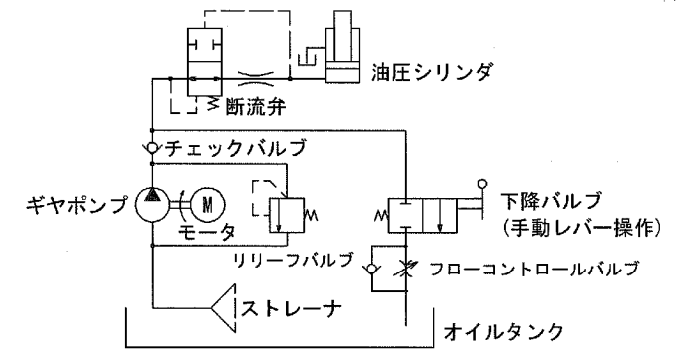 油圧シリンダ
断流弁
チェックバルブ
ギヤポンプ
M
モータ
下降バルブ
(手動レバー操作)
リリーフバルブ
フローコントロールバルブ
ストレーナ
オイルタンク